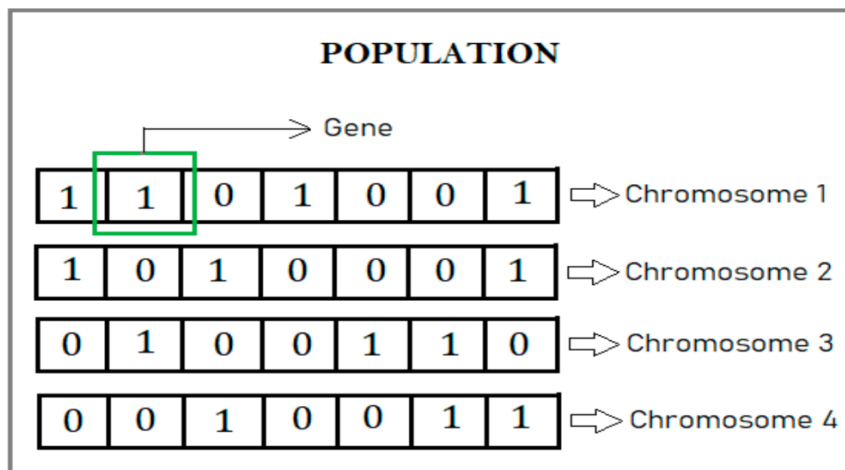 POPULATION
Gene
1 1 0 1 0 0 1 Chromosome 1
1 0 1 0 0 0 1 Chromosome 2
0 1 0 0 1 1 0 Chromosome 3
0 0 1 0 0 1 1 Chromosome 4